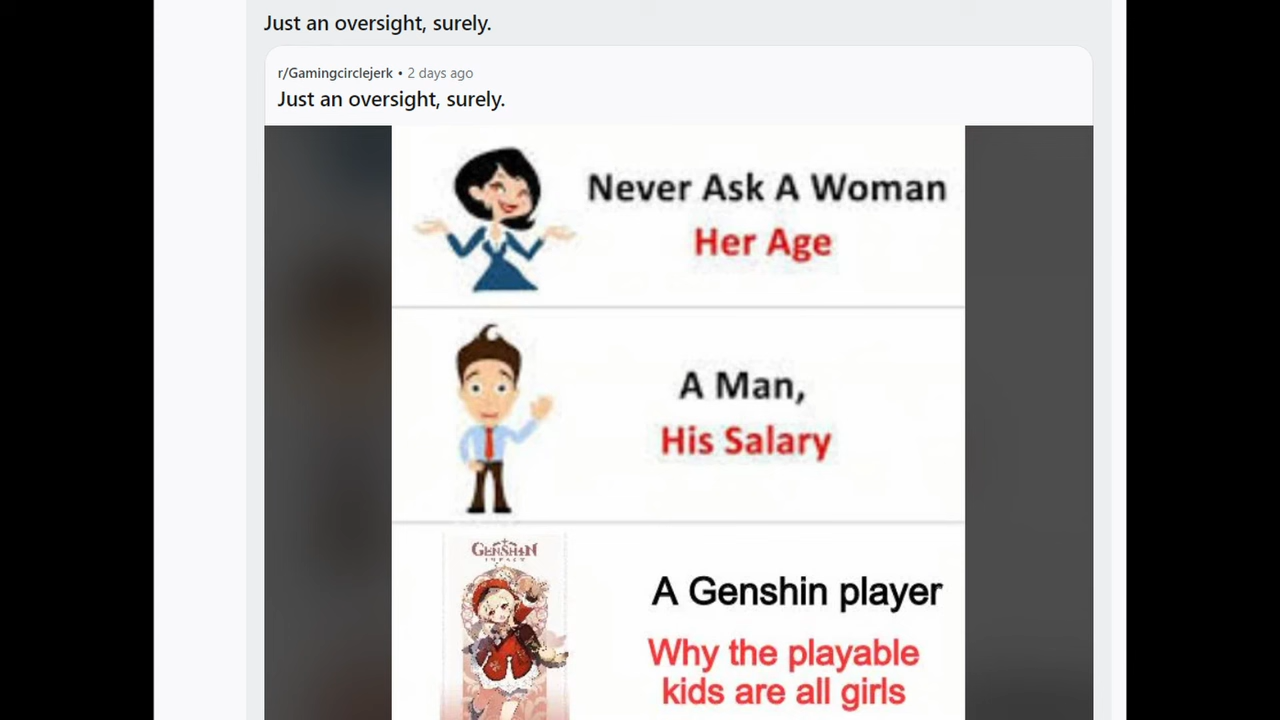 Just an oversight, surely.
r/Gamingcirclejerk • 2 days ago
Just an oversight, surely.
Never Ask A Woman
Her Age
A Man,
His Salary
GENSHIN
IMPACT
A Genshin player
Why the playable
kids are all girls